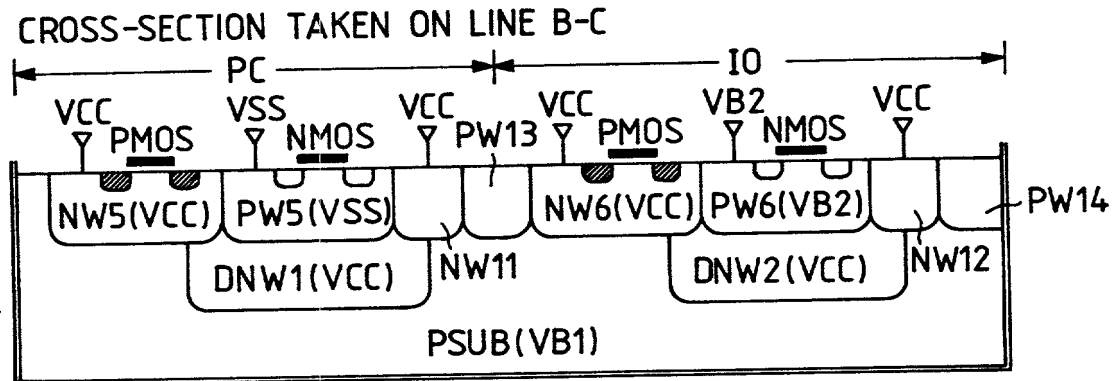 CROSS-SECTION TAKEN ON LINE B-C
PC IO
VCC VSS VCC PW13 VCC VB2 VCC
PMOS NMOS PMOS NMOS
NW5(VCC) PW5(VSS) NW6(VCC) PW6(VB2) PW14
DNW1(VCC) NW11 DNW2(VCC) NW12
PSUB(VB1)